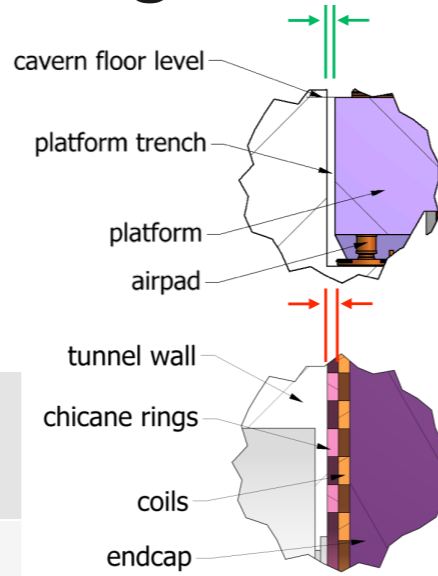 cavern floor level
platform trench
platform
airpad
tunnel wall
chicane rings
coils
endcap